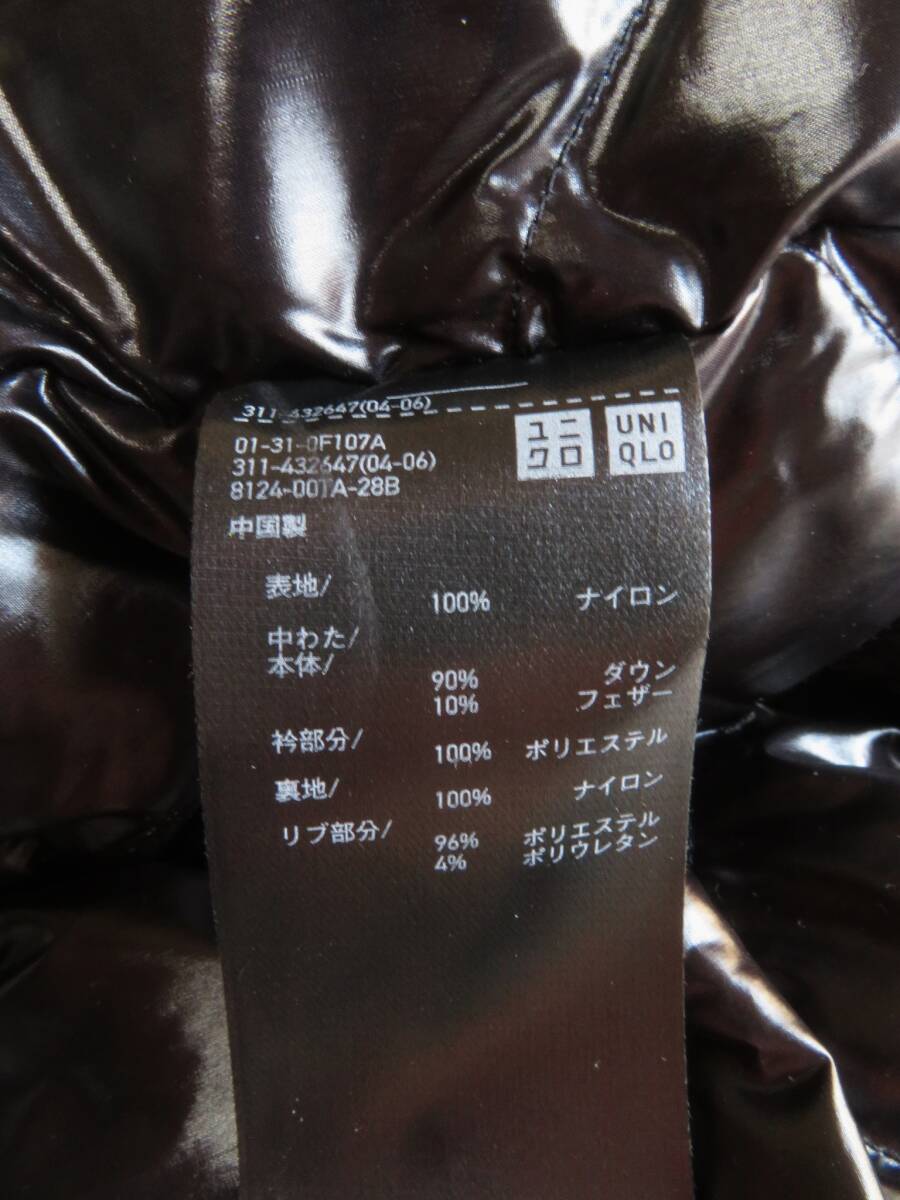 311-432647(04-06)
01-31-0F107A
311-432647(04-06)
8124-001A-28B
ユニ
クロ
UNI
QLO
中国製
表地/
100% ナイロン
中わた/
本体/
90% ダウン
10% フェザー
衿部分/
100% ポリエステル
裏地/
100% ナイロン
リブ部分/
96% ポリエステル
4% ポリウレタン